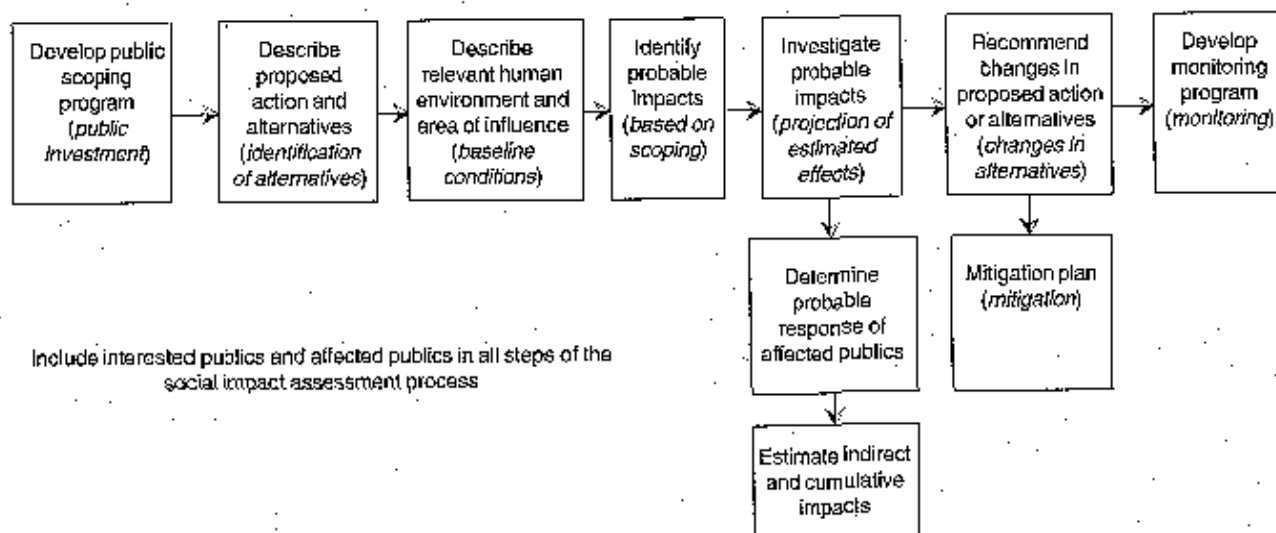 Develop public
scoping
program
(public
investment)
Describe
proposed
action and
alternatives
(identification
of alternatives)
Describe
relevant human
environment and
area of influence
(baseline
conditions)
Identify
probable
impacts
(based on
scoping)
Investigate
probable
impacts
(projection of
estimated
effects)
Recommend
changes in
proposed action
or alternatives
(changes in
alternatives)
Develop
monitoring
program
(monitoring)
Determine
probable
response of
affected publics
Mitigation plan
(mitigation)
Estimate indirect
and cumulative
impacts
Include interested publics and affected publics in all steps of the
social impact assessment process